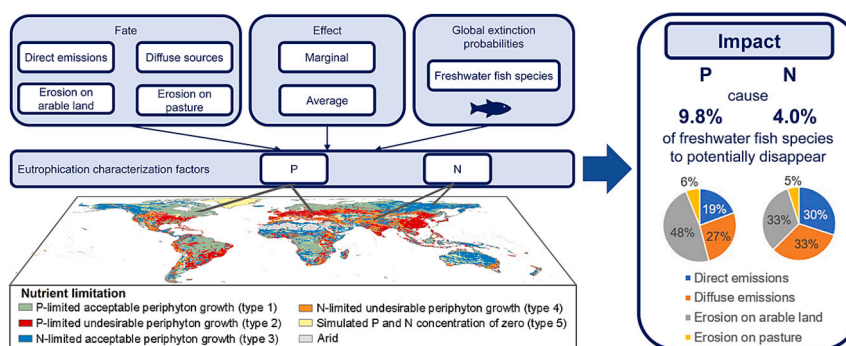 Fate
Direct emissions
Diffuse sources
Erosion on
arable land
Erosion on
pasture
Effect
Marginal
Average
Global extinction
probabilities
Freshwater fish species
Eutrophication characterization factors
P
N
Nutrient limitation
P-limited acceptable periphyton growth (type 1)
P-limited undesirable periphyton growth (type 2)
N-limited acceptable periphyton growth (type 3)
N-limited undesirable periphyton growth (type 4)
Simulated P and N concentration of zero (type 5)
Arid
Impact
P N
cause
9.8% 4.0%
of freshwater fish species
to potentially disappear
6%
19%
27%
48%
5%
30%
33%
33%
Direct emissions
Diffuse emissions
Erosion on arable land
Erosion on pasture